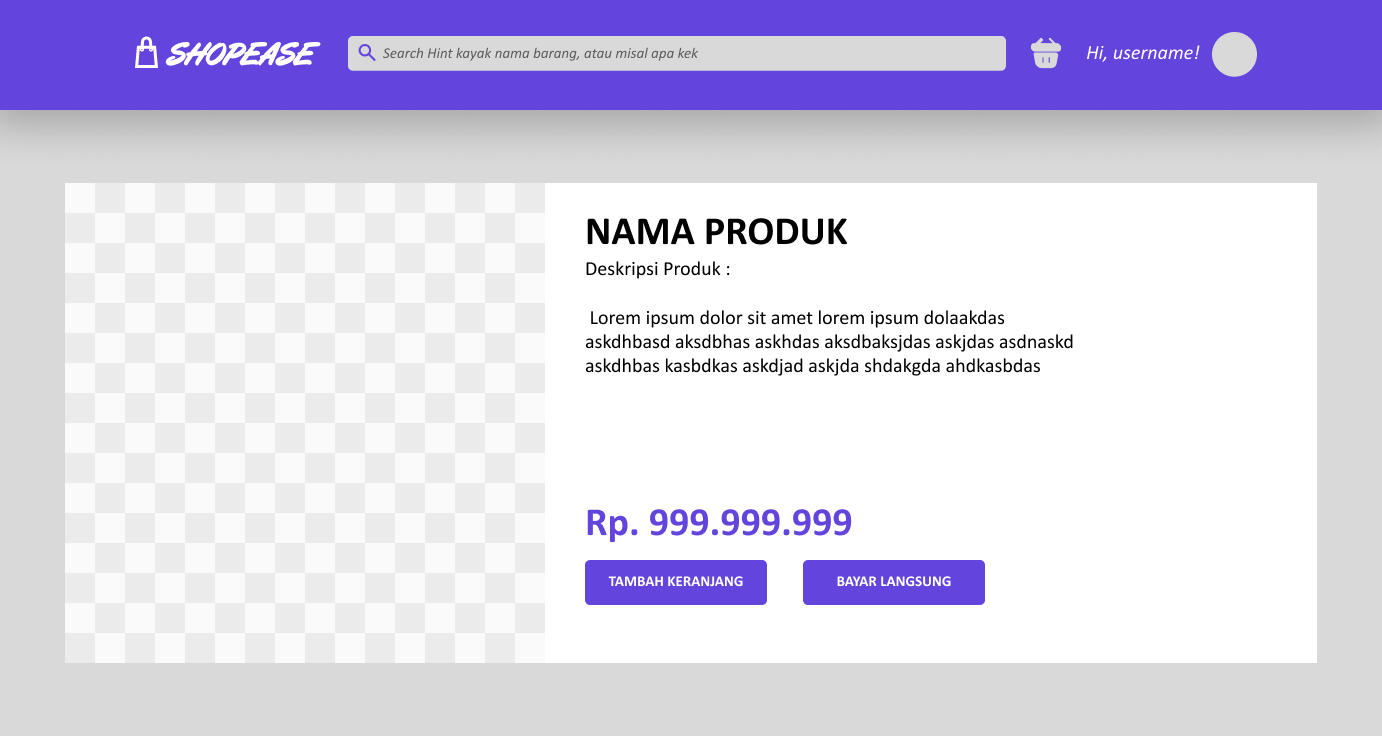 SHOPEASE
Search Hint kayak nama barang, atau misal apa kek
Hi, username!
NAMA PRODUK
Deskripsi Produk :
Lorem ipsum dolor sit amet lorem ipsum dolaakdas
askdhbasd aksdbhas askhdas aksdbaksjdas askjdas asdnaskd
askdhbas kasbdkas askdjad askjda shdakgda ahdkasbdas
Rp. 999.999.999
TAMBAH KERANJANG
BAYAR LANGSUNG